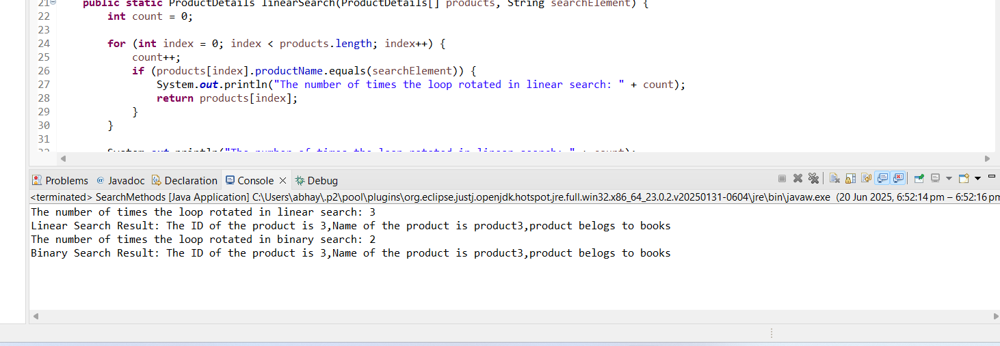 21 public static ProductDetails linearSearch(ProductDetails[] products, String searchElement) {
22 int count = 0;
23
24 for (int index = 0; index < products.length; index++) {
25 count++;
26 if (products[index].productName.equals(searchElement)) {
27 System.out.println("The number of times the loop rotated in linear search: " + count);
28 return products[index];
29 }
30 }
31
32 System.out.println("The number of times the loop rotated in linear search: " + count);
Problems @ Javadoc Declaration Console Debug
<terminated> SearchMethods [Java Application] C:\Users\abhay\.p2\pool\plugins\org.eclipse.justj.openjdk.hotspot.jre.full.win32.x86_64_23.0.2.v20250131-0604\jre\bin\javaw.exe (20 Jun 2025, 6:52:14 pm – 6:52:16 pm
The number of times the loop rotated in linear search: 3
Linear Search Result: The ID of the product is 3,Name of the product is product3,product belogs to books
The number of times the loop rotated in binary search: 2
Binary Search Result: The ID of the product is 3,Name of the product is product3,product belogs to books